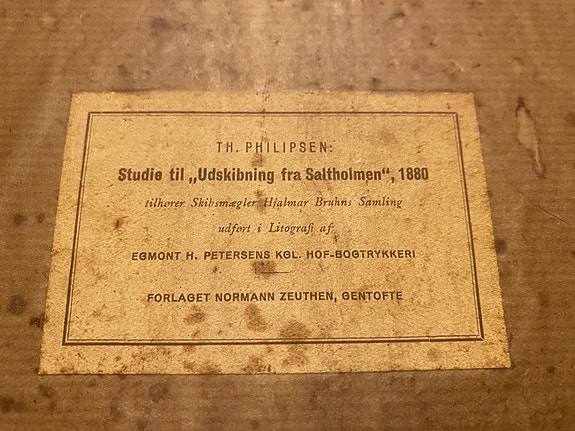 TH. PHILIPSEN:
Studie til „Udskibning fra Saltholmen“, 1880
tilhører Skibsmægler Hjalmar Bruhns Samling
udført i Litografi af
EGMONT H. PETERSENS KGL. HOF-BOGTRYKKERI
FORLAGET NORMANN ZEUTHEN, GENTOFTE